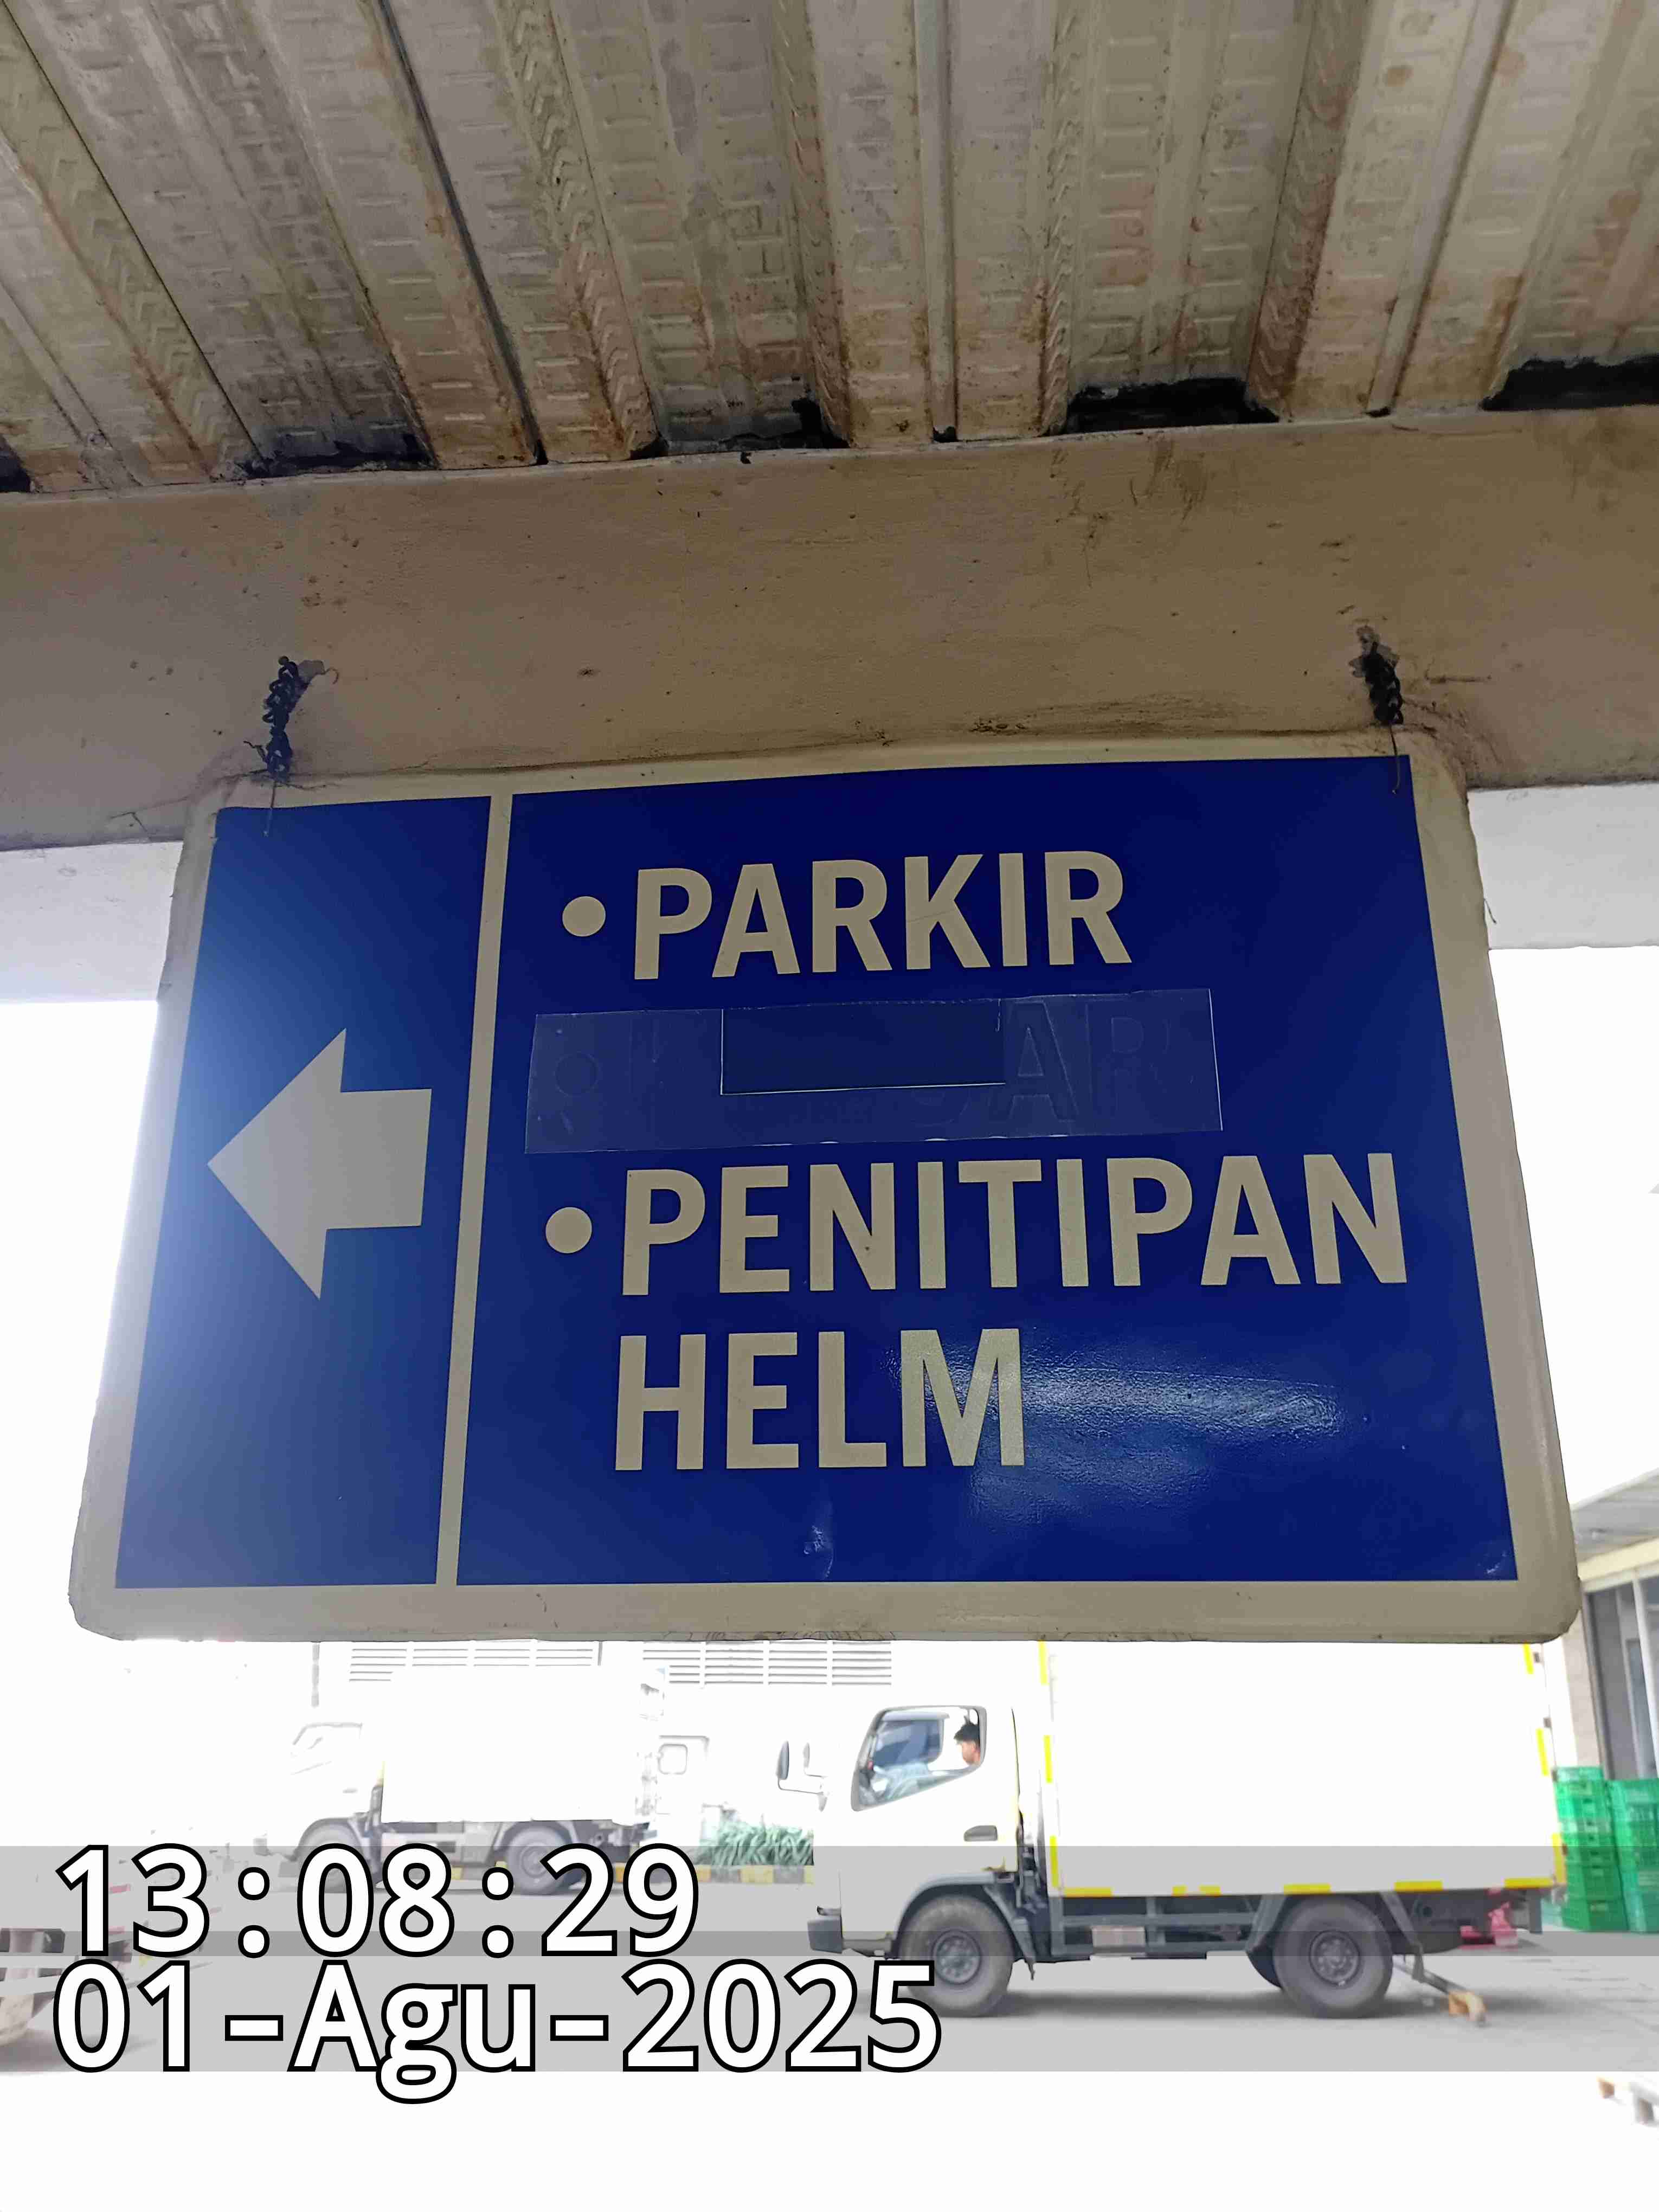 • PARKIR
• PENITIPAN
HELM
13:08:29
01-Agu-2025